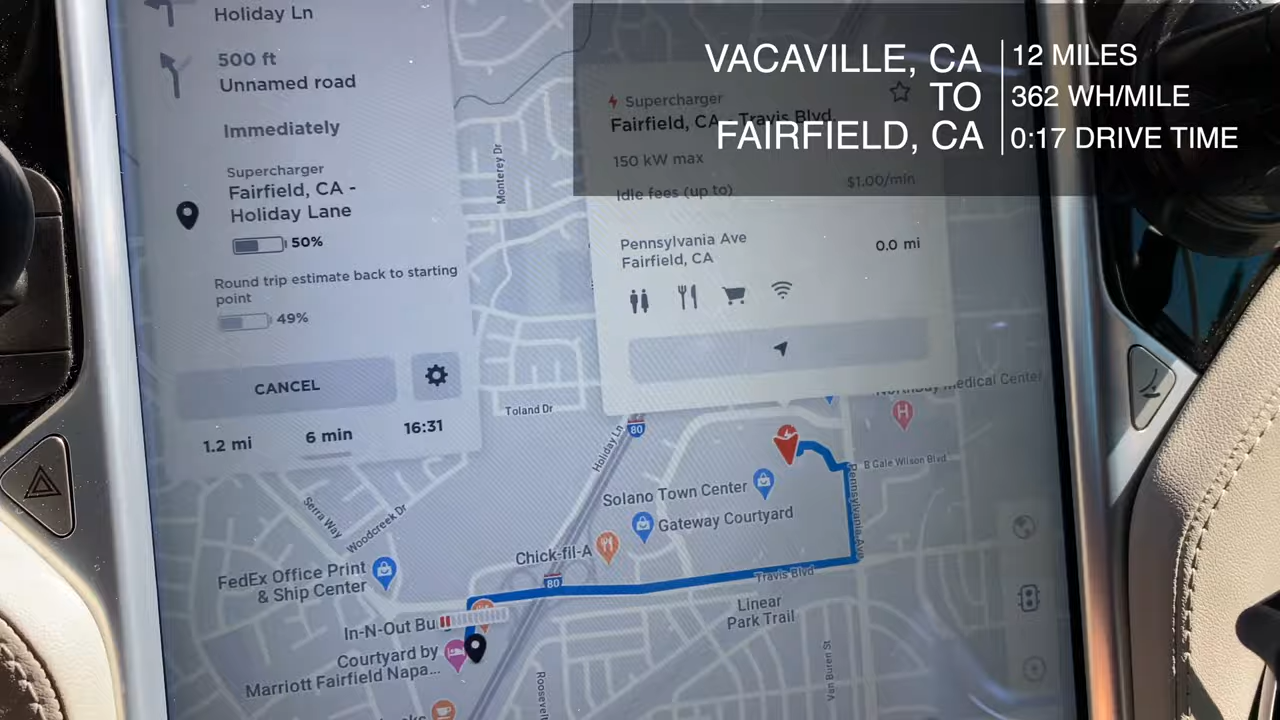 Holiday Ln
500 ft
Unnamed road
Immediately
Supercharger
Fairfield, CA -
Holiday Lane
50%
Round trip estimate back to starting
point
49%
CANCEL
1.2 mi
6 min
16:31
VACAVILLE, CA
TO
FAIRFIELD, CA
12 MILES
362 WH/MILE
0:17 DRIVE TIME
Supercharger
Fairfield, CA - Travis Blvd.
150 kW max
Idle fees (up to)
$1.00/min
Pennsylvania Ave
Fairfield, CA
0.0 mi
Monterey Dr
Toland Dr
Holiday Ln
80
NorthBay Medical Center
H
B Gale Wilson Blvd
Pennsylvania Ave
Solano Town Center
Gateway Courtyard
Serra Way
Woodcreek Dr
Chick-fil-A
80
Travis Blvd
FedEx Office Print
& Ship Center
Linear
Park Trail
In-N-Out Bu
Courtyard by
Marriott Fairfield Napa...
Roosevelt
Van Buren St